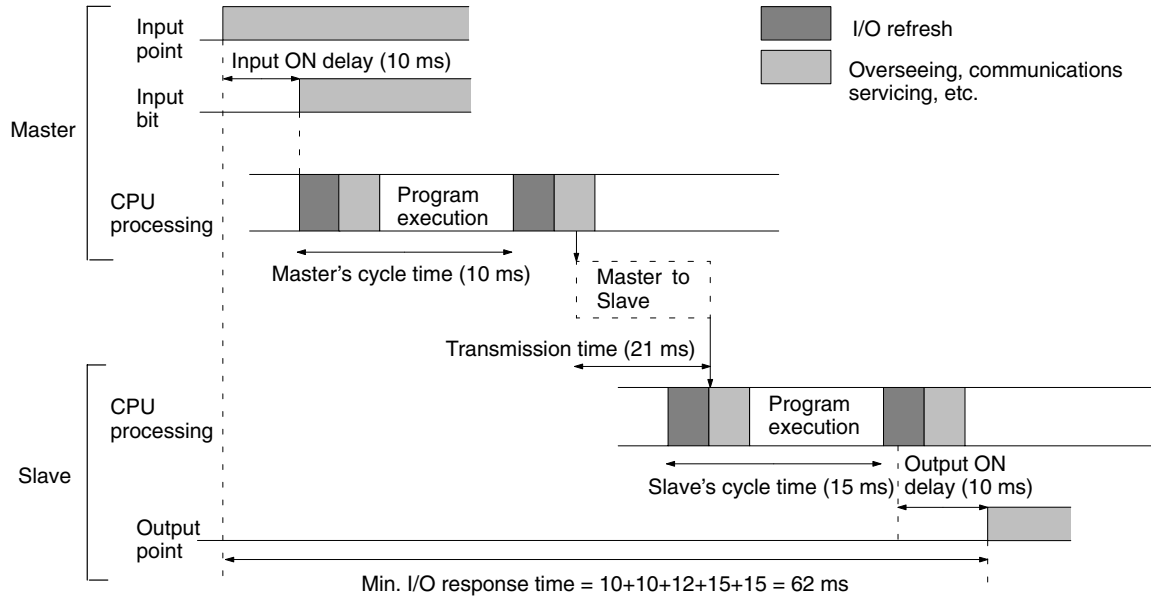 Input
point
I/O refresh
Input ON delay (10 ms)
Overseeing, communications
servicing, etc.
Input
bit
Master
CPU
processing
Program
execution
Master's cycle time (10 ms)
Master to
Slave
Transmission time (21 ms)
CPU
processing
Program
execution
Slave
Slave's cycle time (15 ms)
Output ON
delay (10 ms)
Output
point
Min. I/O response time = 10+10+12+15+15 = 62 ms